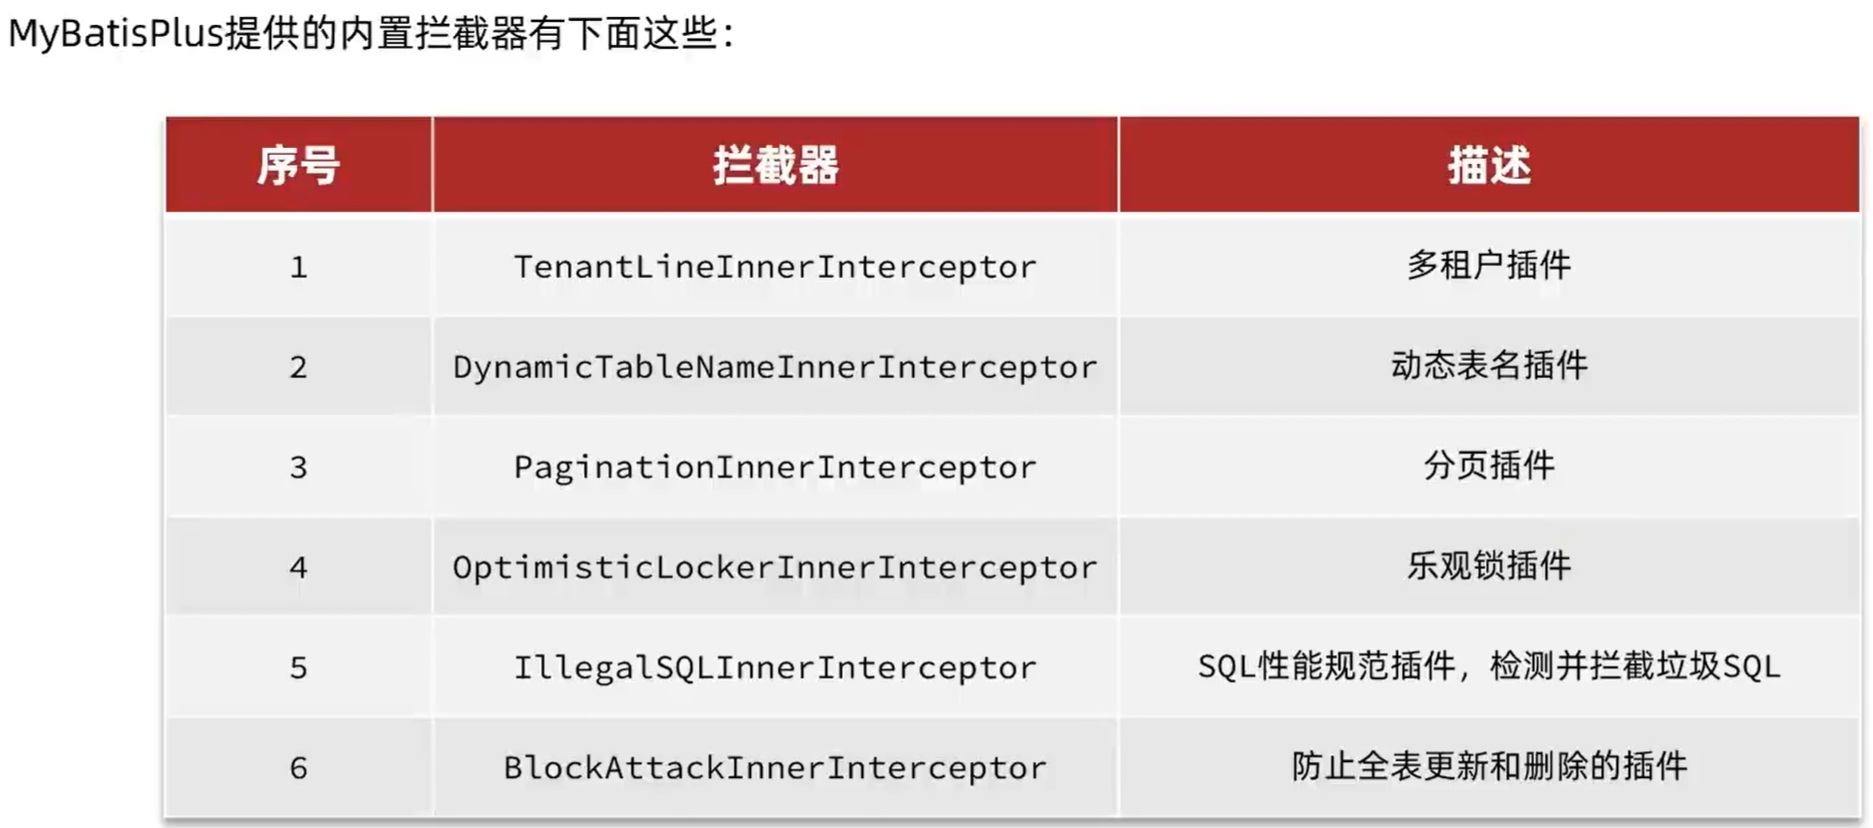 MyBatisPlus提供的内置拦截器有下面这些：
序号 拦截器 描述
1 TenantLineInnerInterceptor 多租户插件
2 DynamicTableNameInnerInterceptor 动态表名插件
3 PaginationInnerInterceptor 分页插件
4 OptimisticLockerInnerInterceptor 乐观锁插件
5 IllegalSQLInnerInterceptor SQL性能规范插件，检测并拦截垃圾SQL
6 BlockAttackInnerInterceptor 防止全表更新和删除的插件